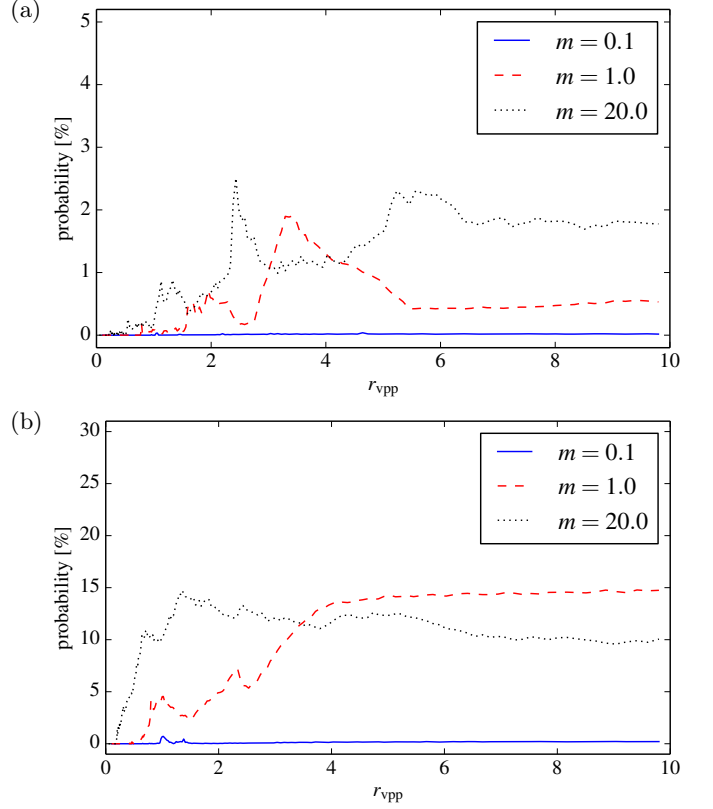 (a)
5
4
3
2
1
0
probability [%]
m = 0.1
m = 1.0
m = 20.0
0 2 4 6 8 10
r_vpp
(b)
30
25
20
15
10
5
0
probability [%]
m = 0.1
m = 1.0
m = 20.0
0 2 4 6 8 10
r_vpp